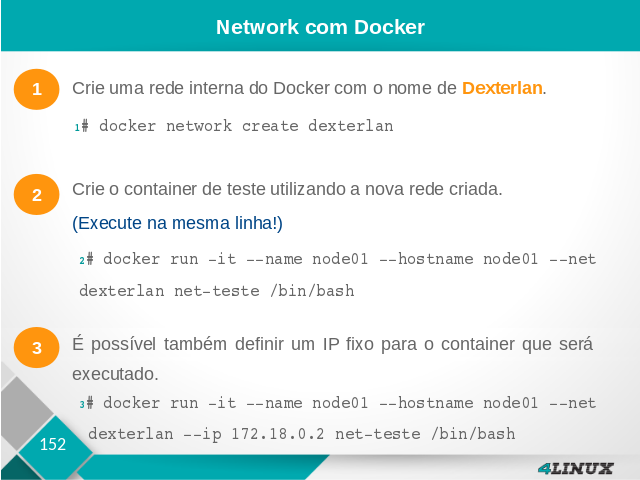 Network com Docker
1
Crie uma rede interna do Docker com o nome de Dexterlan.
1# docker network create dexterlan
2
Crie o container de teste utilizando a nova rede criada.
(Execute na mesma linha!)
2# docker run -it --name node01 --hostname node01 --net
dexterlan net-teste /bin/bash
3
É possível também definir um IP fixo para o container que será
executado.
3# docker run -it --name node01 --hostname node01 --net
dexterlan --ip 172.18.0.2 net-teste /bin/bash
152
4LINUX